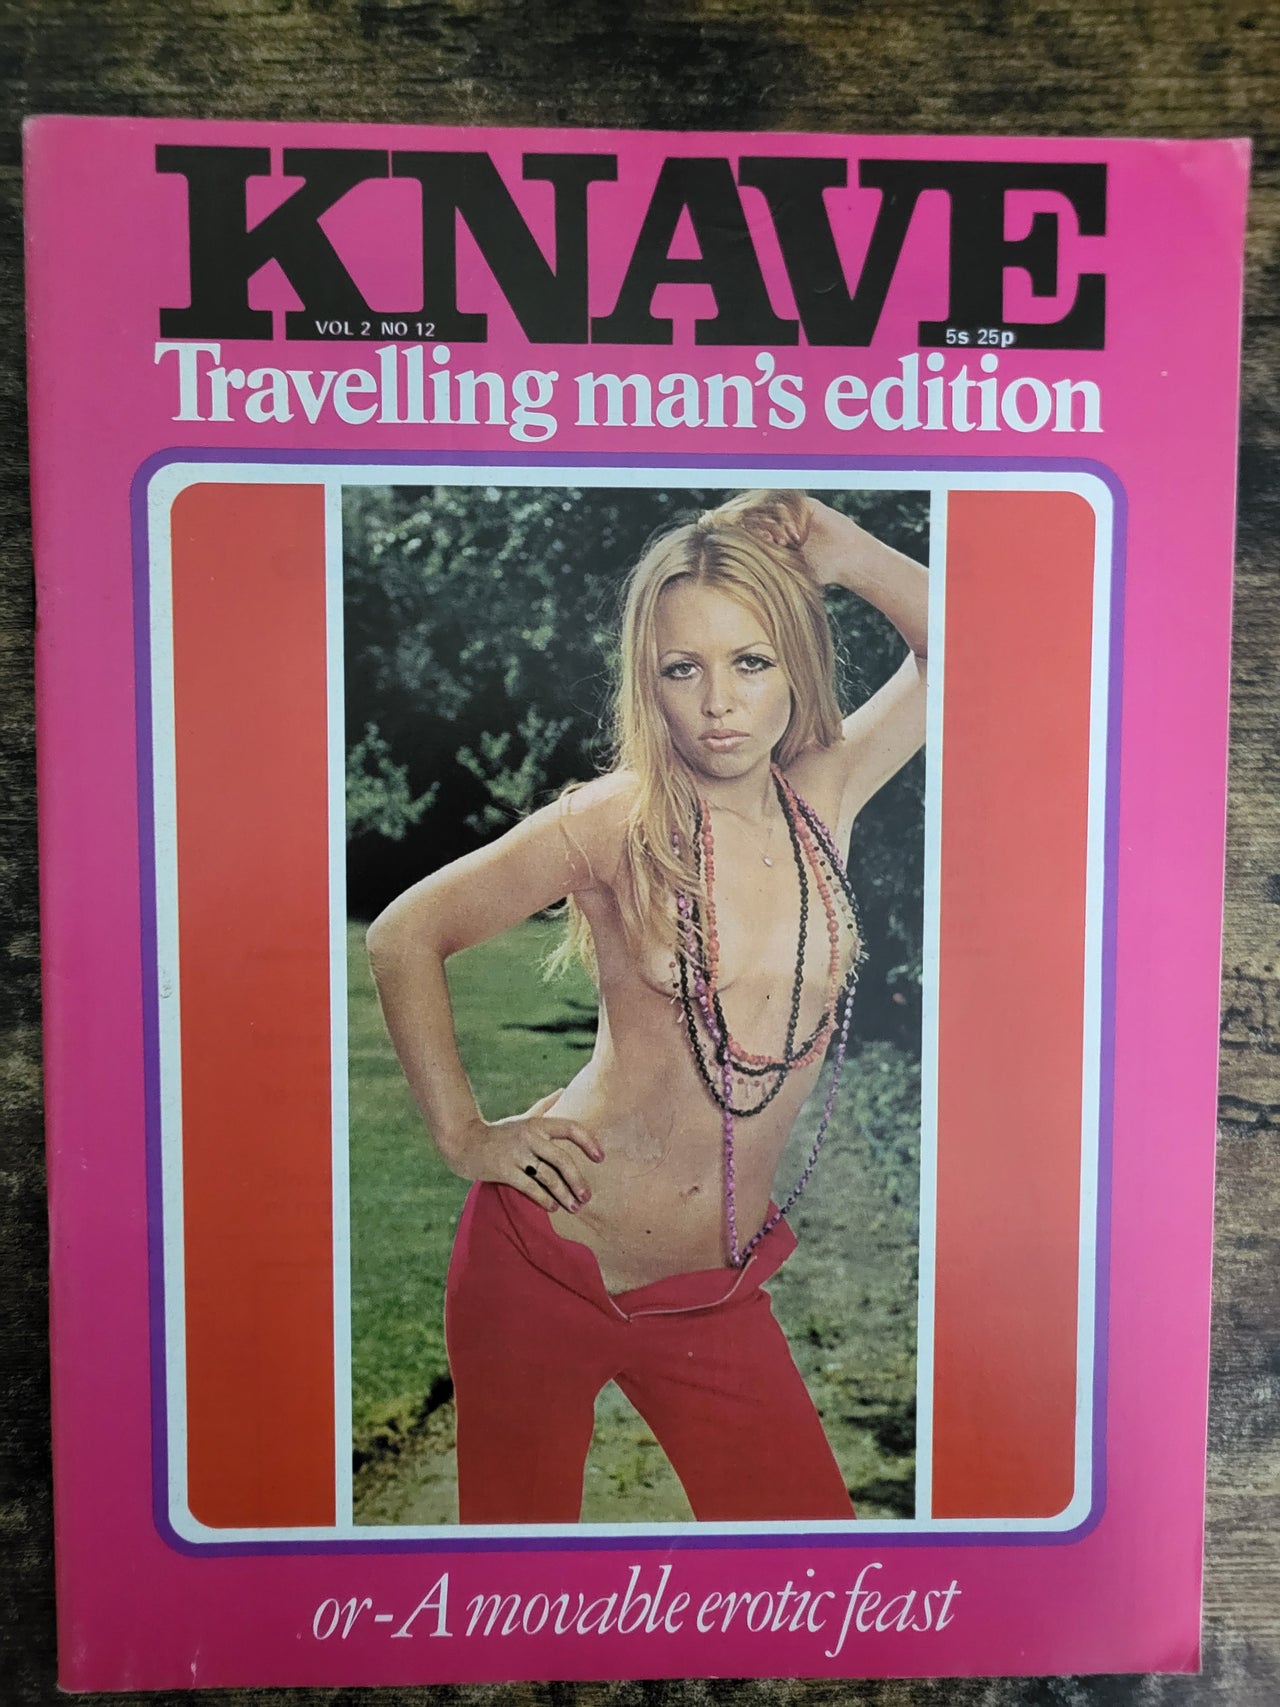 KNAVE
VOL 2 NO 12
5s 25p
Travelling man's edition
or-A movable erotic feast